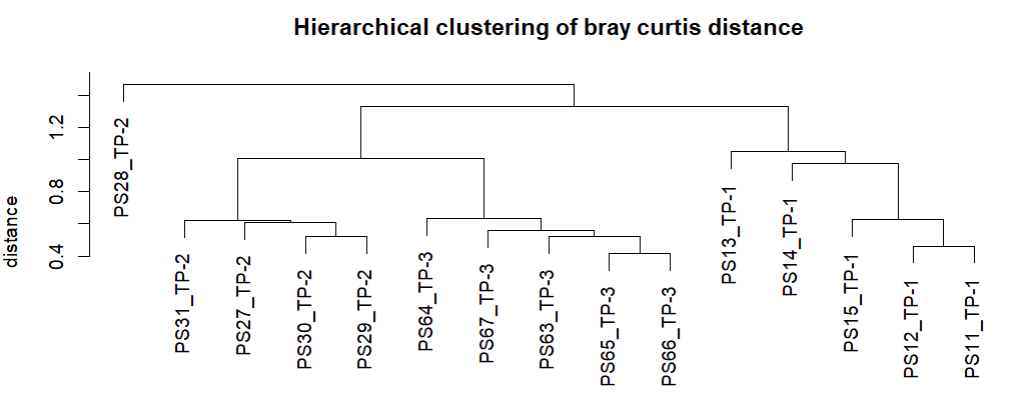 Hierarchical clustering of bray curtis distance
distance
1.2
0.8
0.4
PS28_TP-2
PS31_TP-2
PS27_TP-2
PS30_TP-2
PS29_TP-2
PS64_TP-3
PS67_TP-3
PS63_TP-3
PS65_TP-3
PS66_TP-3
PS13_TP-1
PS14_TP-1
PS15_TP-1
PS12_TP-1
PS11_TP-1